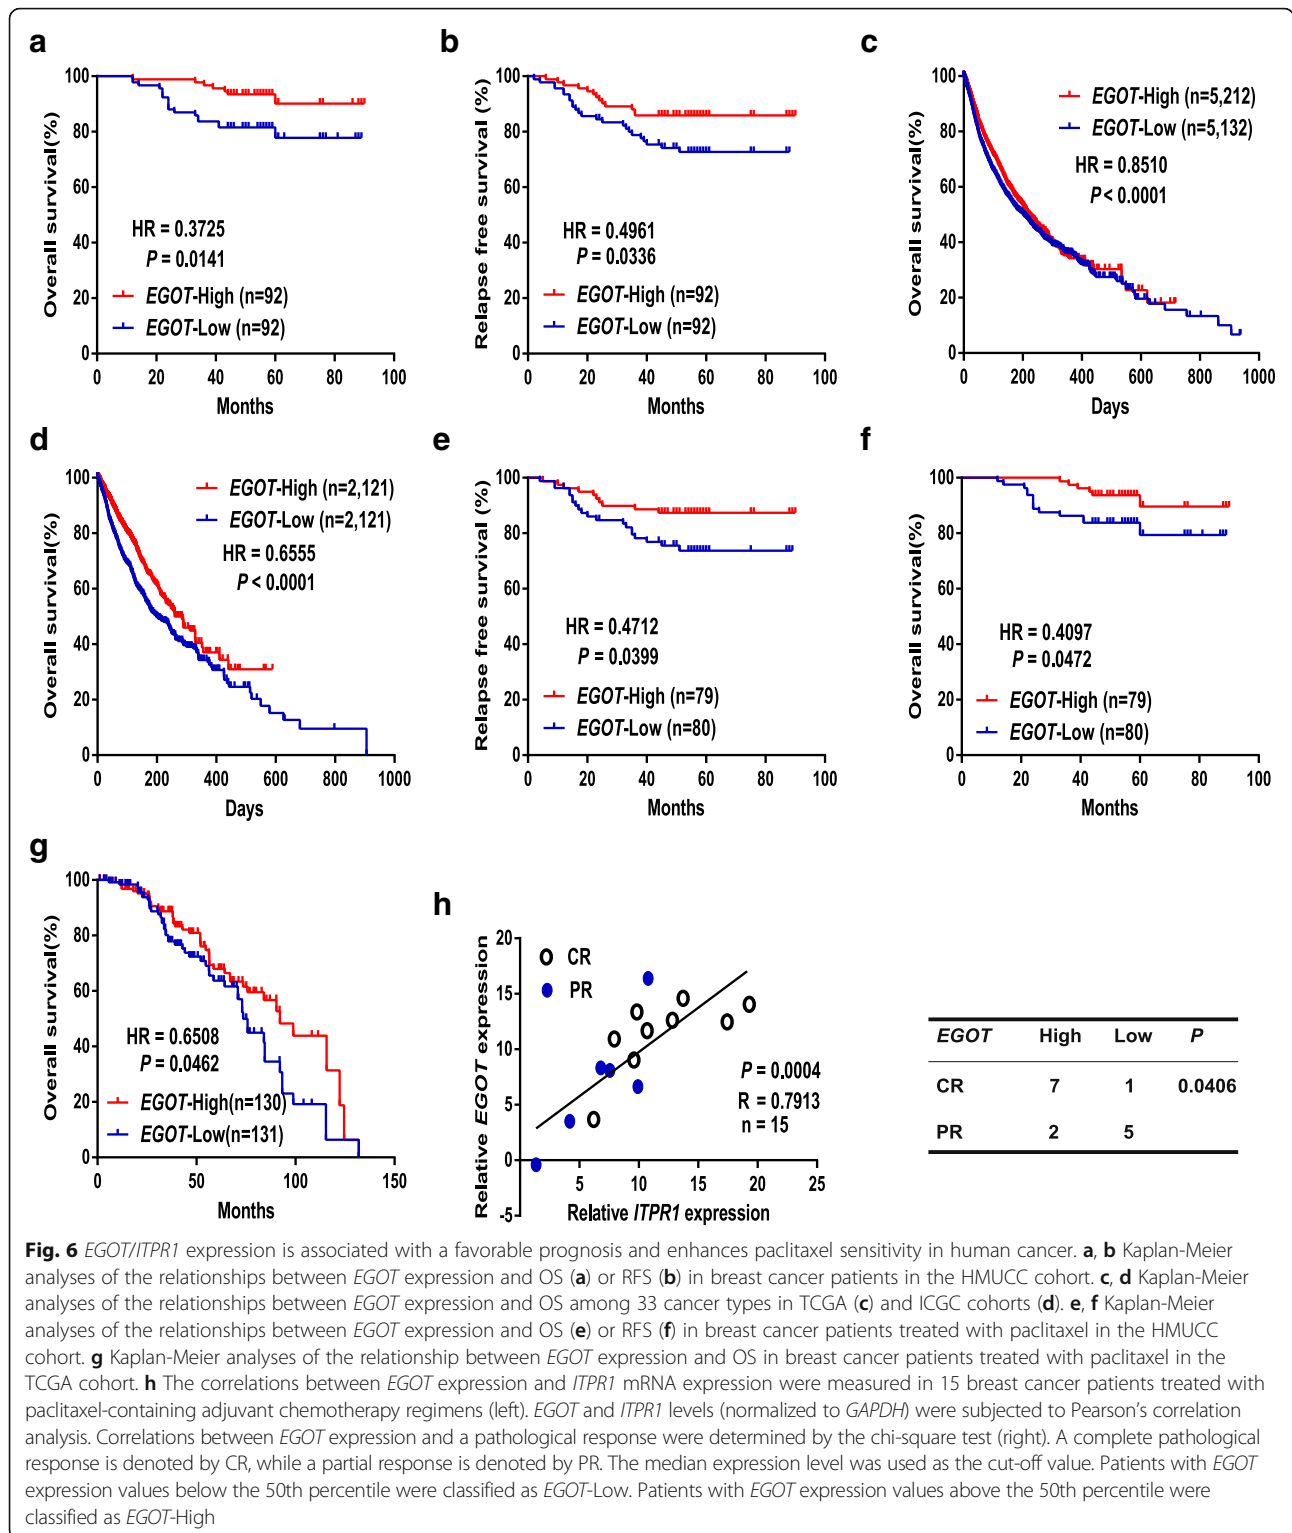 a
Overall survival(%)
100
80
60
40
20
0
0 20 40 60 80 100
Months
HR = 0.3725
P = 0.0141
EGOT-High (n=92)
EGOT-Low (n=92)
b
Relapse free survival (%)
100
80
60
40
20
0
0 20 40 60 80 100
Months
HR = 0.4961
P = 0.0336
EGOT-High (n=92)
EGOT-Low (n=92)
c
Overall survival(%)
100
80
60
40
20
0
0 200 400 600 800 1000
Days
EGOT-High (n=5,212)
EGOT-Low (n=5,132)
HR = 0.8510
P < 0.0001
d
Overall survival(%)
100
80
60
40
20
0
0 200 400 600 800 1000
Days
EGOT-High (n=2,121)
EGOT-Low (n=2,121)
HR = 0.6555
P < 0.0001
e
Relapse free survival (%)
100
80
60
40
20
0
0 20 40 60 80 100
Months
HR = 0.4712
P = 0.0399
EGOT-High (n=79)
EGOT-Low (n=80)
f
Overall survival(%)
100
80
60
40
20
0
0 20 40 60 80 100
Months
HR = 0.4097
P = 0.0472
EGOT-High (n=79)
EGOT-Low (n=80)
g
Overall survival(%)
100
80
60
40
20
0
0 50 100 150
Months
HR = 0.6508
P = 0.0462
EGOT-High(n=130)
EGOT-Low(n=131)
h
Relative EGOT expression
20
15
10
5
0
-5
5 10 15 20 25
Relative ITPR1 expression
CR
PR
P = 0.0004
R = 0.7913
n = 15
EGOT High Low P
CR 7 1 0.0406
PR 2 5
Fig. 6 EGOT/ITPR1 expression is associated with a favorable prognosis and enhances paclitaxel sensitivity in human cancer. a, b Kaplan-Meier
analyses of the relationships between EGOT expression and OS (a) or RFS (b) in breast cancer patients in the HMUCC cohort. c, d Kaplan-Meier
analyses of the relationships between EGOT expression and OS among 33 cancer types in TCGA (c) and ICGC cohorts (d). e, f Kaplan-Meier
analyses of the relationships between EGOT expression and OS (e) or RFS (f) in breast cancer patients treated with paclitaxel in the HMUCC
cohort. g Kaplan-Meier analyses of the relationship between EGOT expression and OS in breast cancer patients treated with paclitaxel in the
TCGA cohort. h The correlations between EGOT expression and ITPR1 mRNA expression were measured in 15 breast cancer patients treated with
paclitaxel-containing adjuvant chemotherapy regimens (left). EGOT and ITPR1 levels (normalized to GAPDH) were subjected to Pearson's correlation
analysis. Correlations between EGOT expression and a pathological response were determined by the chi-square test (right). A complete pathological
response is denoted by CR, while a partial response is denoted by PR. The median expression level was used as the cut-off value. Patients with EGOT
expression values below the 50th percentile were classified as EGOT-Low. Patients with EGOT expression values above the 50th percentile were
classified as EGOT-High